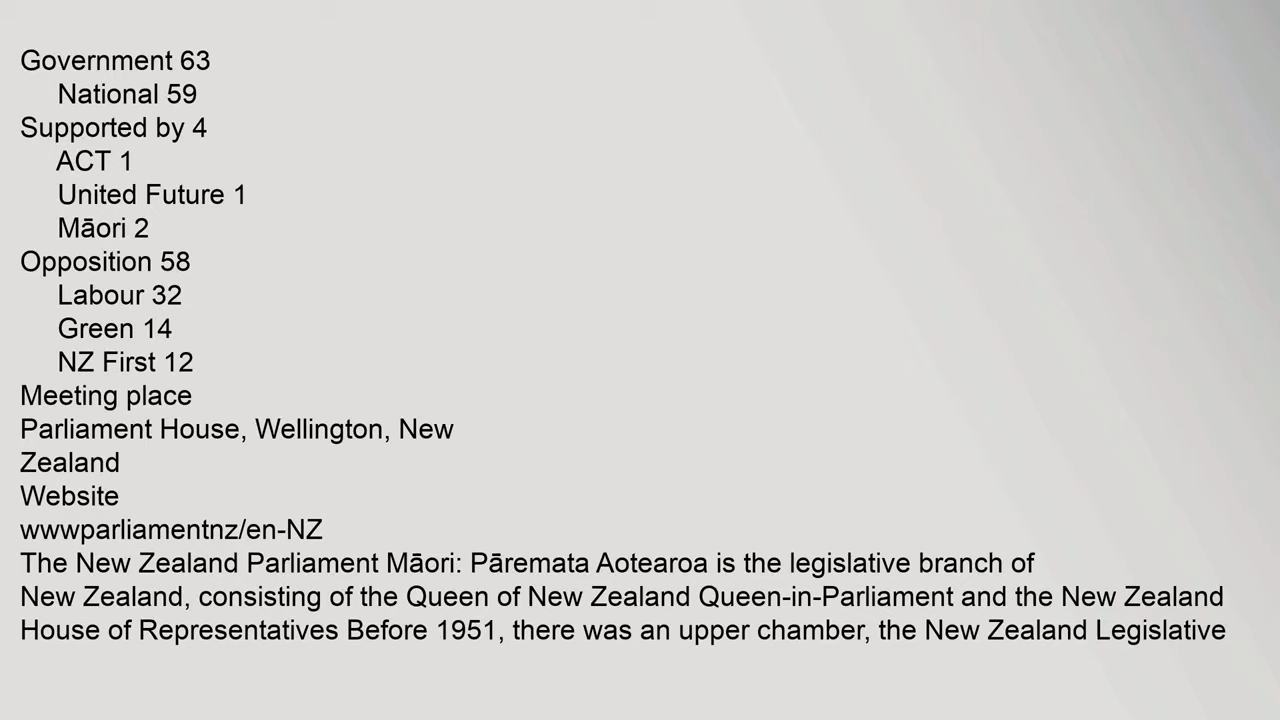 Government 63
National 59
Supported by 4
ACT 1
United Future 1
Māori 2
Opposition 58
Labour 32
Green 14
NZ First 12
Meeting place
Parliament House, Wellington, New
Zealand
Website
wwwparliamentnz/en-NZ
The New Zealand Parliament Māori: Pāremata Aotearoa is the legislative branch of
New Zealand, consisting of the Queen of New Zealand Queen-in-Parliament and the New Zealand
House of Representatives Before 1951, there was an upper chamber, the New Zealand Legislative